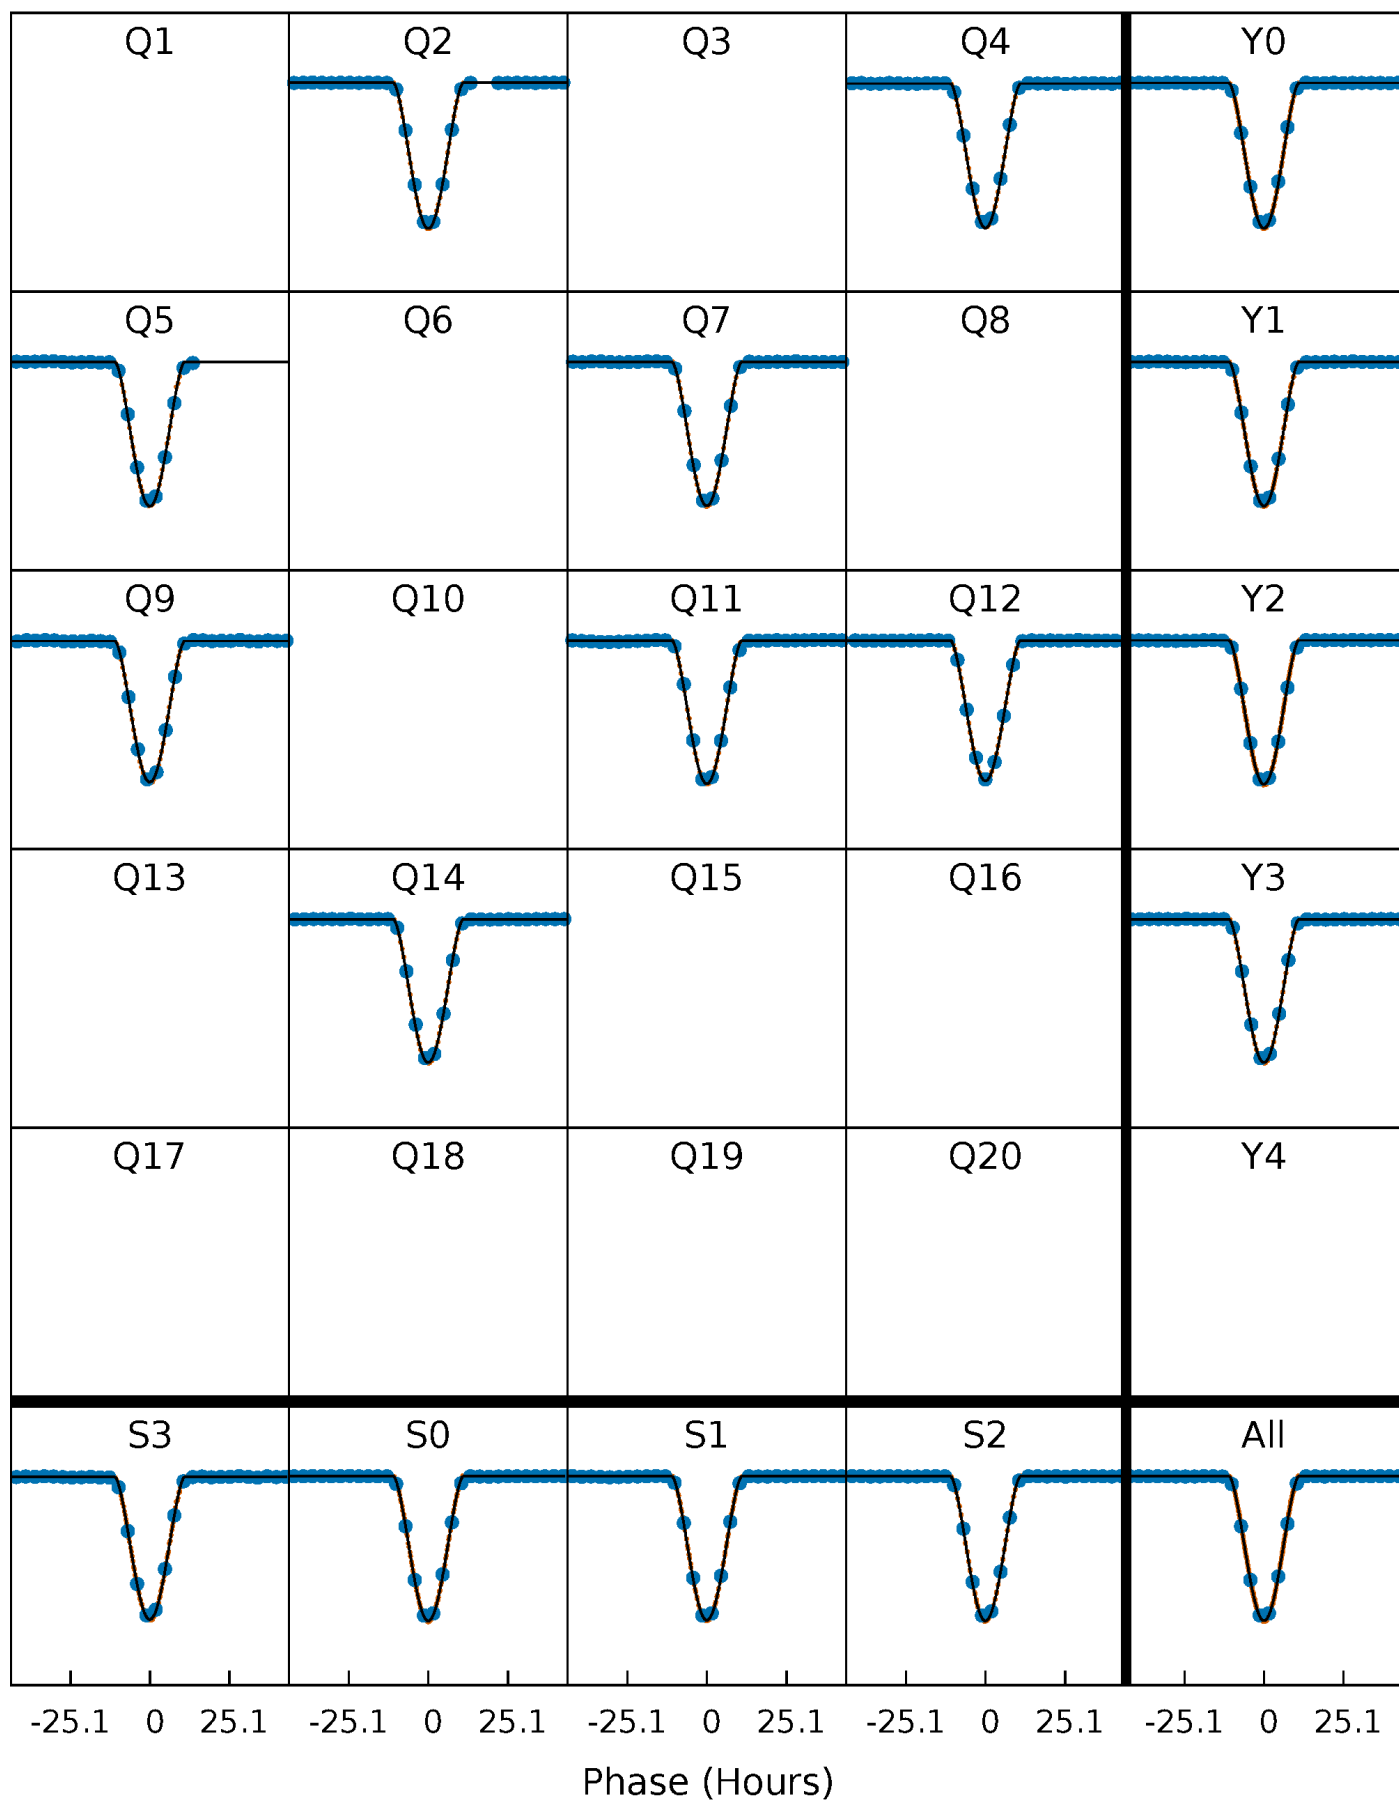 Q1 Q2 Q3 Q4 Y0
Q5 Q6 Q7 Q8 Y1
Q9 Q10 Q11 Q12 Y2
Q13 Q14 Q15 Q16 Y3
Q17 Q18 Q19 Q20 Y4
S3 S0 S1 S2 All
-25.1 0 25.1 -25.1 0 25.1 -25.1 0 25.1 -25.1 0 25.1 -25.1 0 25.1
Phase (Hours)